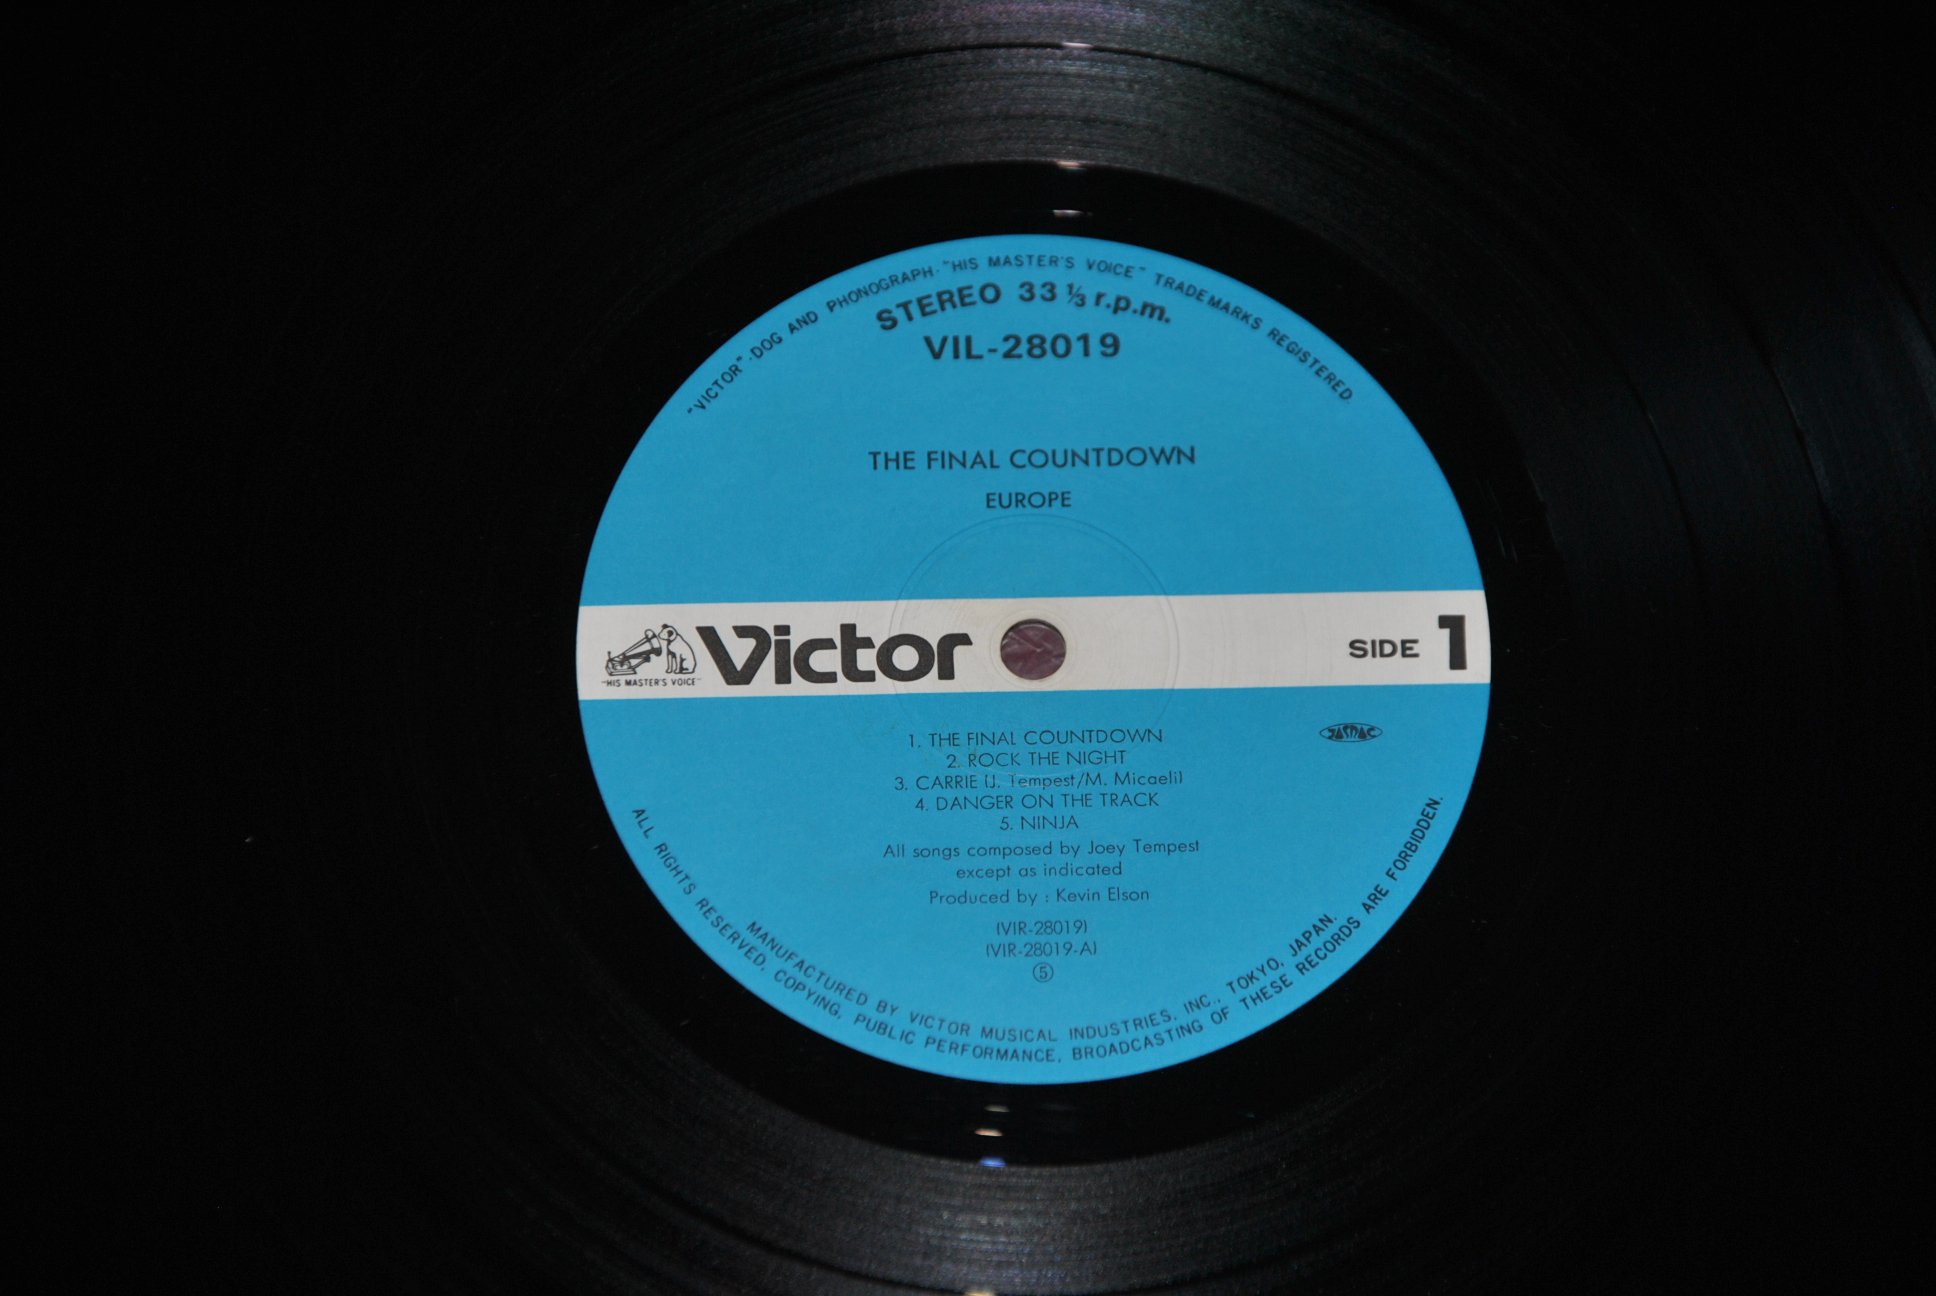 "VICTOR"·DOG AND PHONOGRAPH·"HIS MASTER'S VOICE" TRADEMARKS REGISTERED.
STEREO 33 ⅓ r.p.m.
VIL-28019
THE FINAL COUNTDOWN
EUROPE
"HIS MASTER'S VOICE"
Victor
SIDE 1
JASRAC
1. THE FINAL COUNTDOWN
2. ROCK THE NIGHT
3. CARRIE (J. Tempest/M. Micaeli)
4. DANGER ON THE TRACK
5. NINJA
All songs composed by Joey Tempest
except as indicated
Produced by : Kevin Elson
(VIR-28019)
(VIR-28019-A)
⑤
MANUFACTURED BY VICTOR MUSICAL INDUSTRIES, INC., TOKYO, JAPAN.
ALL RIGHTS RESERVED, COPYING, PUBLIC PERFORMANCE, BROADCASTING OF THESE RECORDS ARE FORBIDDEN.